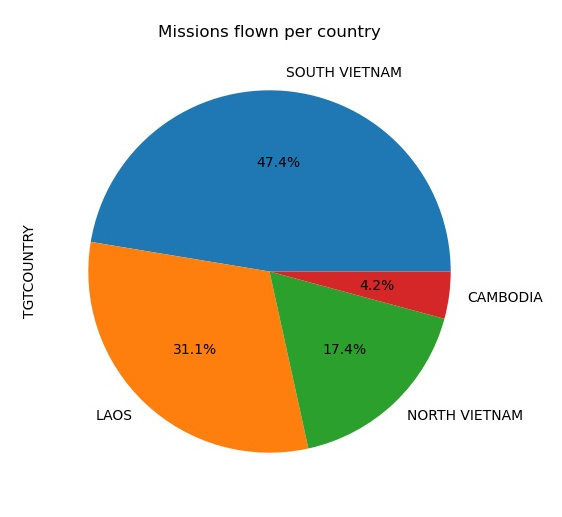 Missions flown per country
SOUTH VIETNAM
47.4%
TGTCOUNTRY
4.2%
CAMBODIA
31.1%
17.4%
LAOS
NORTH VIETNAM